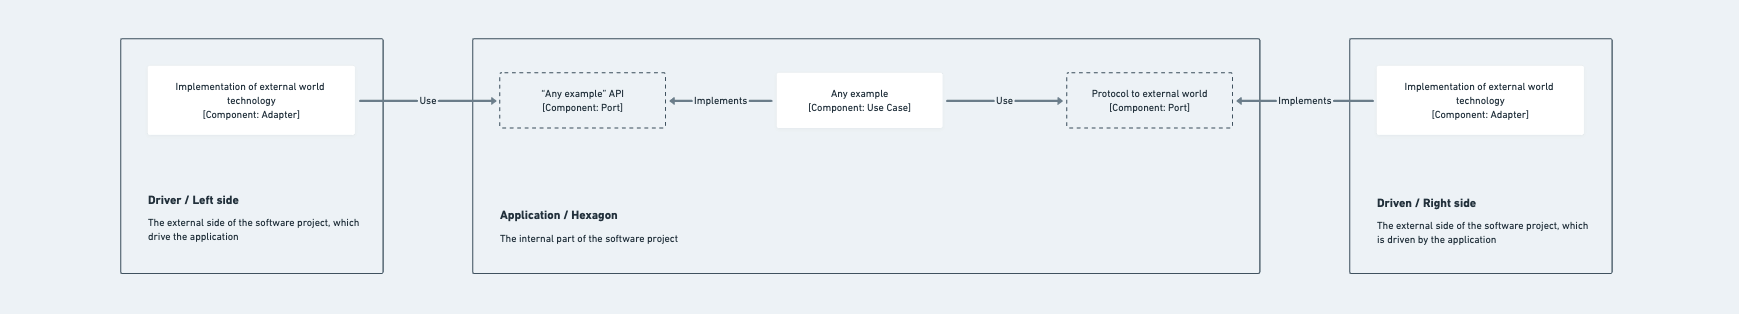 Implementation of external world
technology
[Component: Adapter]
Use
"Any example" API
[Component: Port]
Implements
Any example
[Component: Use Case]
Use
Protocol to external world
[Component: Port]
Implements
Implementation of external world
technology
[Component: Adapter]
Driver / Left side
The external side of the software project, which
drive the application
Application / Hexagon
The internal part of the software project
Driven / Right side
The external side of the software project, which
is driven by the application